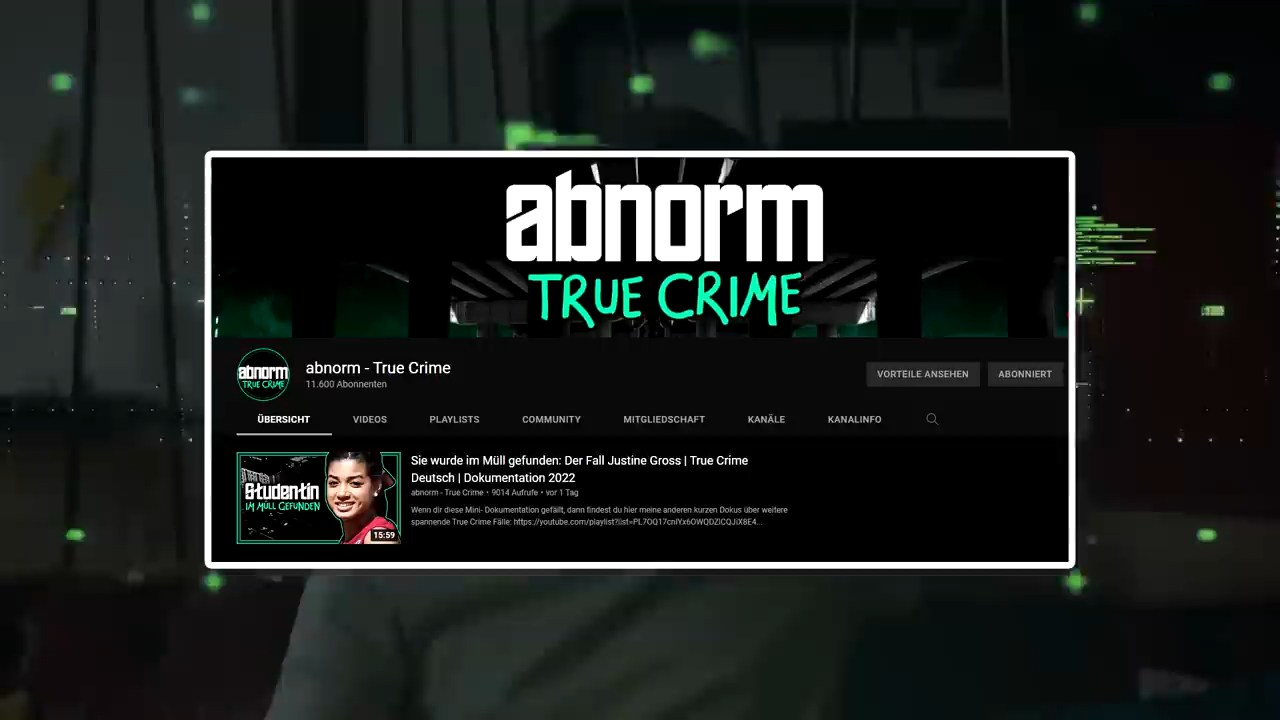 abnorm
TRUE CRIME
abnorm
TRUE CRIME
abnorm - True Crime
11.600 Abonnenten
VORTEILE ANSEHEN
ABONNIERT
ÜBERSICHT
VIDEOS
PLAYLISTS
COMMUNITY
MITGLIEDSCHAFT
KANÄLE
KANALINFO
Studentin
IM MÜLL GEFUNDEN
15:59
Sie wurde im Müll gefunden: Der Fall Justine Gross | True Crime
Deutsch | Dokumentation 2022
abnorm - True Crime • 9014 Aufrufe • vor 1 Tag
Wenn dir diese Mini- Dokumentation gefällt, dann findest du hier meine anderen kurzen Dokus über weitere
spannende True Crime Fälle: